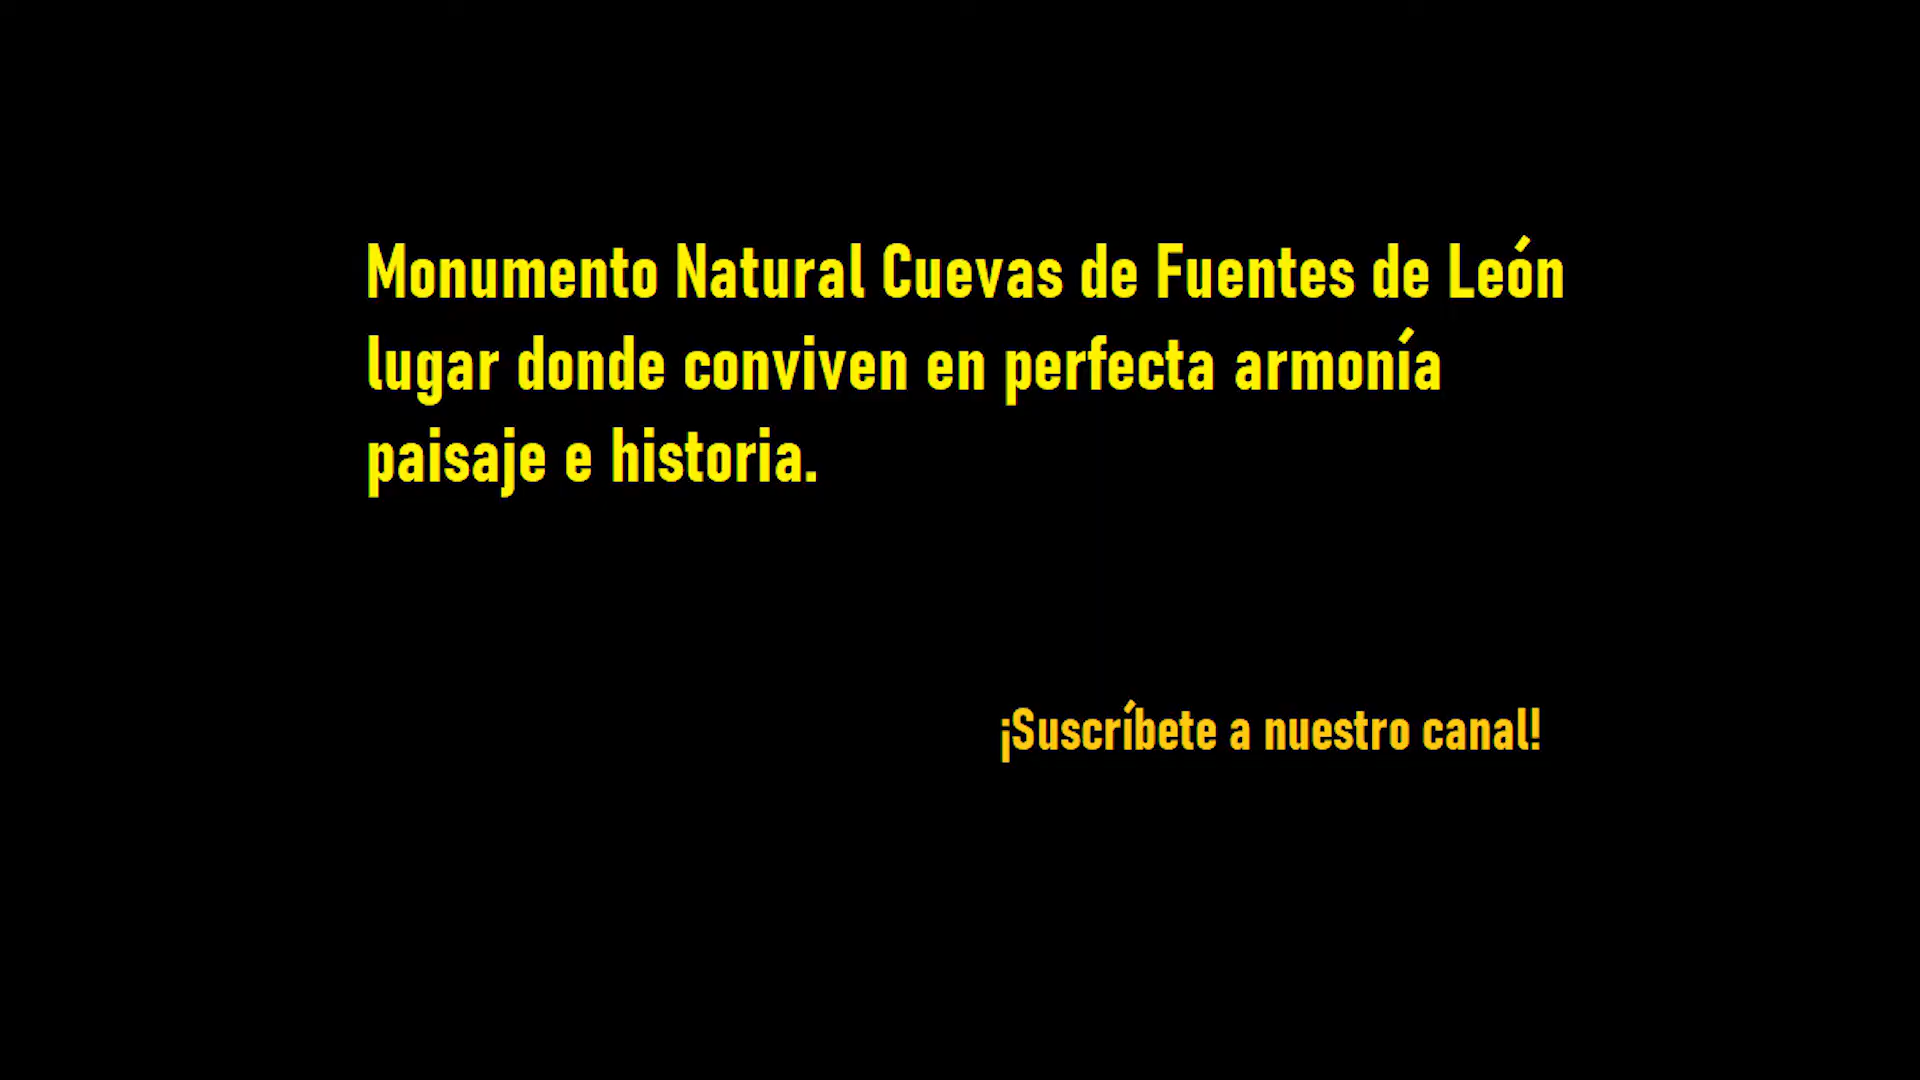 Monumento Natural Cuevas de Fuentes de León
lugar donde conviven en perfecta armonía
paisaje e historia.
¡Suscríbete a nuestro canal!